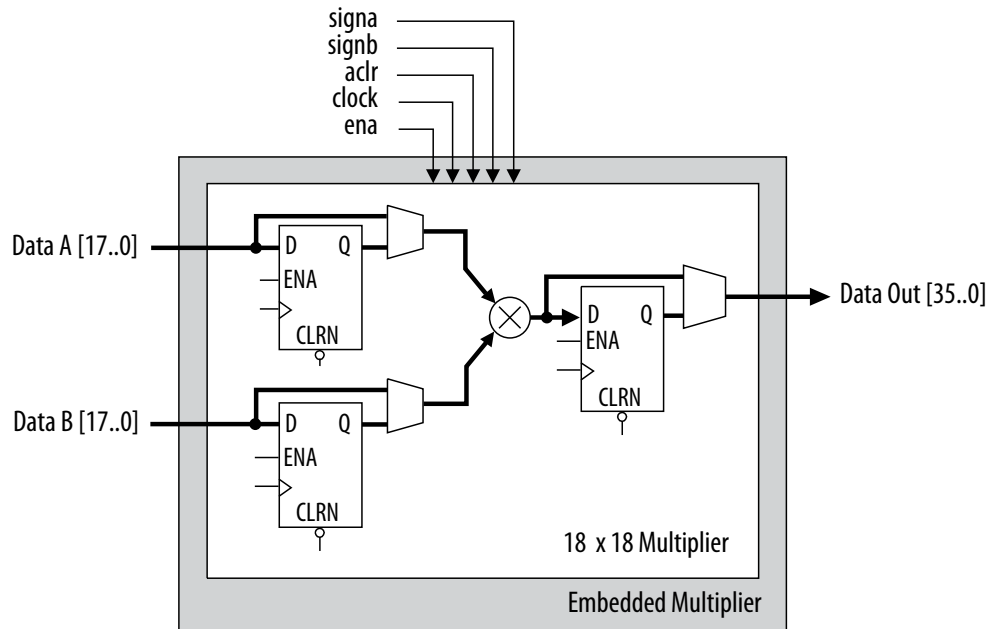 signa
signb
aclr
clock
ena
Data A [17..0]
D Q
ENA
CLRN
Data Out [35..0]
D Q
ENA
CLRN
Data B [17..0]
D Q
ENA
CLRN
18 x 18 Multiplier
Embedded Multiplier